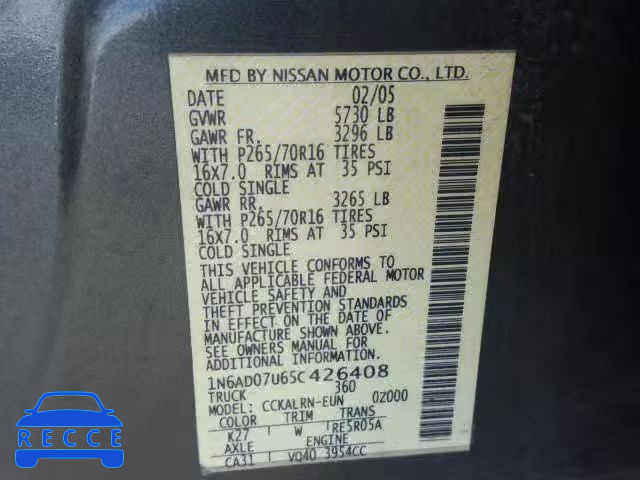 MFD BY NISSAN MOTOR CO., LTD.
DATE 02/05
GVWR 5730 LB
GAWR FR. 3296 LB
WITH P265/70R16 TIRES
16X7.0 RIMS AT 35 PSI
COLD SINGLE
GAWR RR. 3265 LB
WITH P265/70R16 TIRES
16X7.0 RIMS AT 35 PSI
COLD SINGLE
THIS VEHICLE CONFORMS TO
ALL APPLICABLE FEDERAL MOTOR
VEHICLE SAFETY AND
THEFT PREVENTION STANDARDS
IN EFFECT ON THE DATE OF
MANUFACTURE SHOWN ABOVE.
SEE OWNERS MANUAL FOR
ADDITIONAL INFORMATION
1N6AD07U65C426408
TRUCK 360
MODEL: CCKALRN-EUN 0Z000
COLOR TRIM TRANS
K27 W RE5R05A
AXLE ENGINE
CA31 VQ40 3954CC
RECARS.COM